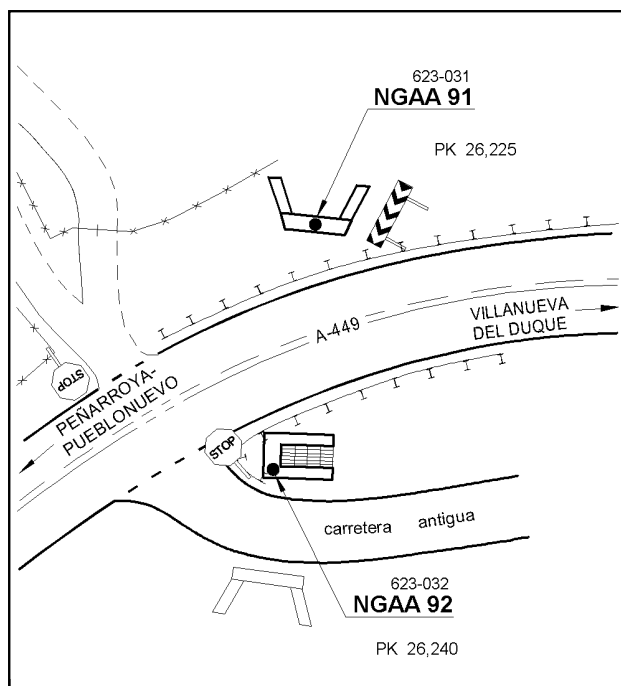 623-031
NGAA 91
PK 26,225
A-449
VILLANUEVA
DEL DUQUE
STOP
PEÑARROYA-
PUEBLONUEVO
STOP
carretera antigua
623-032
NGAA 92
PK 26,240